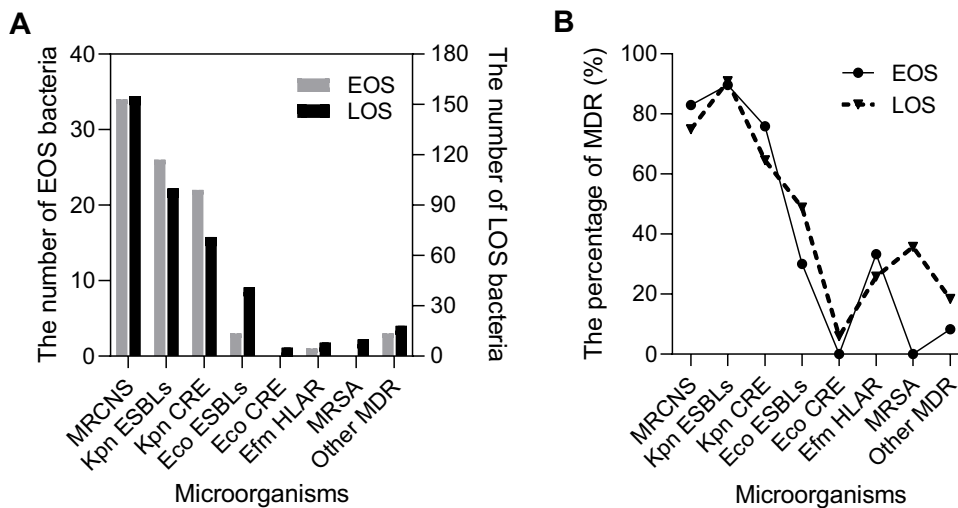 A
The number of EOS bacteria
40
30
20
10
0
EOS
LOS
180
150
120
90
60
30
0
The number of LOS bacteria
MRCNS
Kpn ESBLs
Kpn CRE
Eco ESBLs
Eco CRE
Efm HLAR
MRSA
Other MDR
Microorganisms
B
The percentage of MDR (%)
100
80
60
40
20
0
EOS
LOS
MRCNS
Kpn ESBLs
Kpn CRE
Eco ESBLs
Eco CRE
Efm HLAR
MRSA
Other MDR
Microorganisms